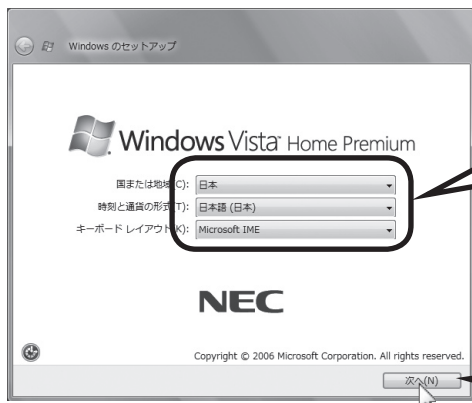 Windows のセットアップ
Windows Vista™ Home Premium
国または地域(C): 日本
時刻と通貨の形式(T): 日本語 (日本)
キーボード レイアウト(K): Microsoft IME
NEC
Copyright © 2006 Microsoft Corporation. All rights reserved.
次へ(N)